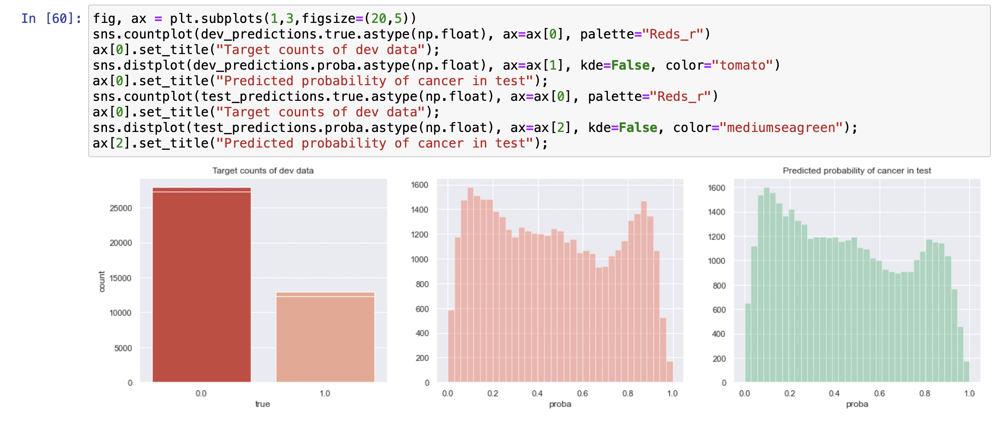 In [60]:
fig, ax = plt.subplots(1,3,figsize=(20,5))
sns.countplot(dev_predictions.true.astype(np.float), ax=ax[0], palette="Reds_r")
ax[0].set_title("Target counts of dev data");
sns.distplot(dev_predictions.proba.astype(np.float), ax=ax[1], kde=False, color="tomato")
ax[0].set_title("Predicted probability of cancer in test");
sns.countplot(test_predictions.true.astype(np.float), ax=ax[0], palette="Reds_r")
ax[0].set_title("Target counts of dev data");
sns.distplot(test_predictions.proba.astype(np.float), ax=ax[2], kde=False, color="mediumseagreen");
ax[2].set_title("Predicted probability of cancer in test");
Target counts of dev data
25000
20000
15000
10000
5000
0
count
0.0 1.0
true
1600
1400
1200
1000
800
600
400
200
0
0.0 0.2 0.4 0.6 0.8 1.0
proba
Predicted probability of cancer in test
1600
1400
1200
1000
800
600
400
200
0
0.0 0.2 0.4 0.6 0.8 1.0
proba